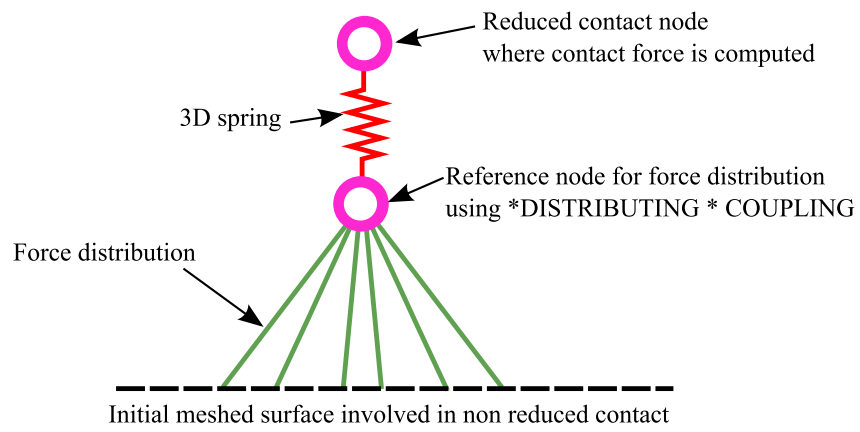 Reduced contact node
where contact force is computed
3D spring
Reference node for force distribution
using *DISTRIBUTING * COUPLING
Force distribution
Initial meshed surface involved in non reduced contact